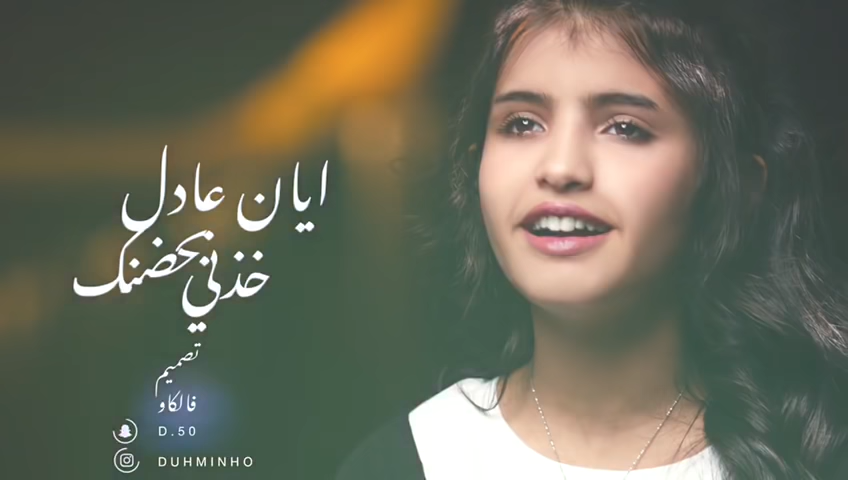 ايان عادل
خذني بحضنك
تصميم
فالكاو
D.50
DUHMINHO